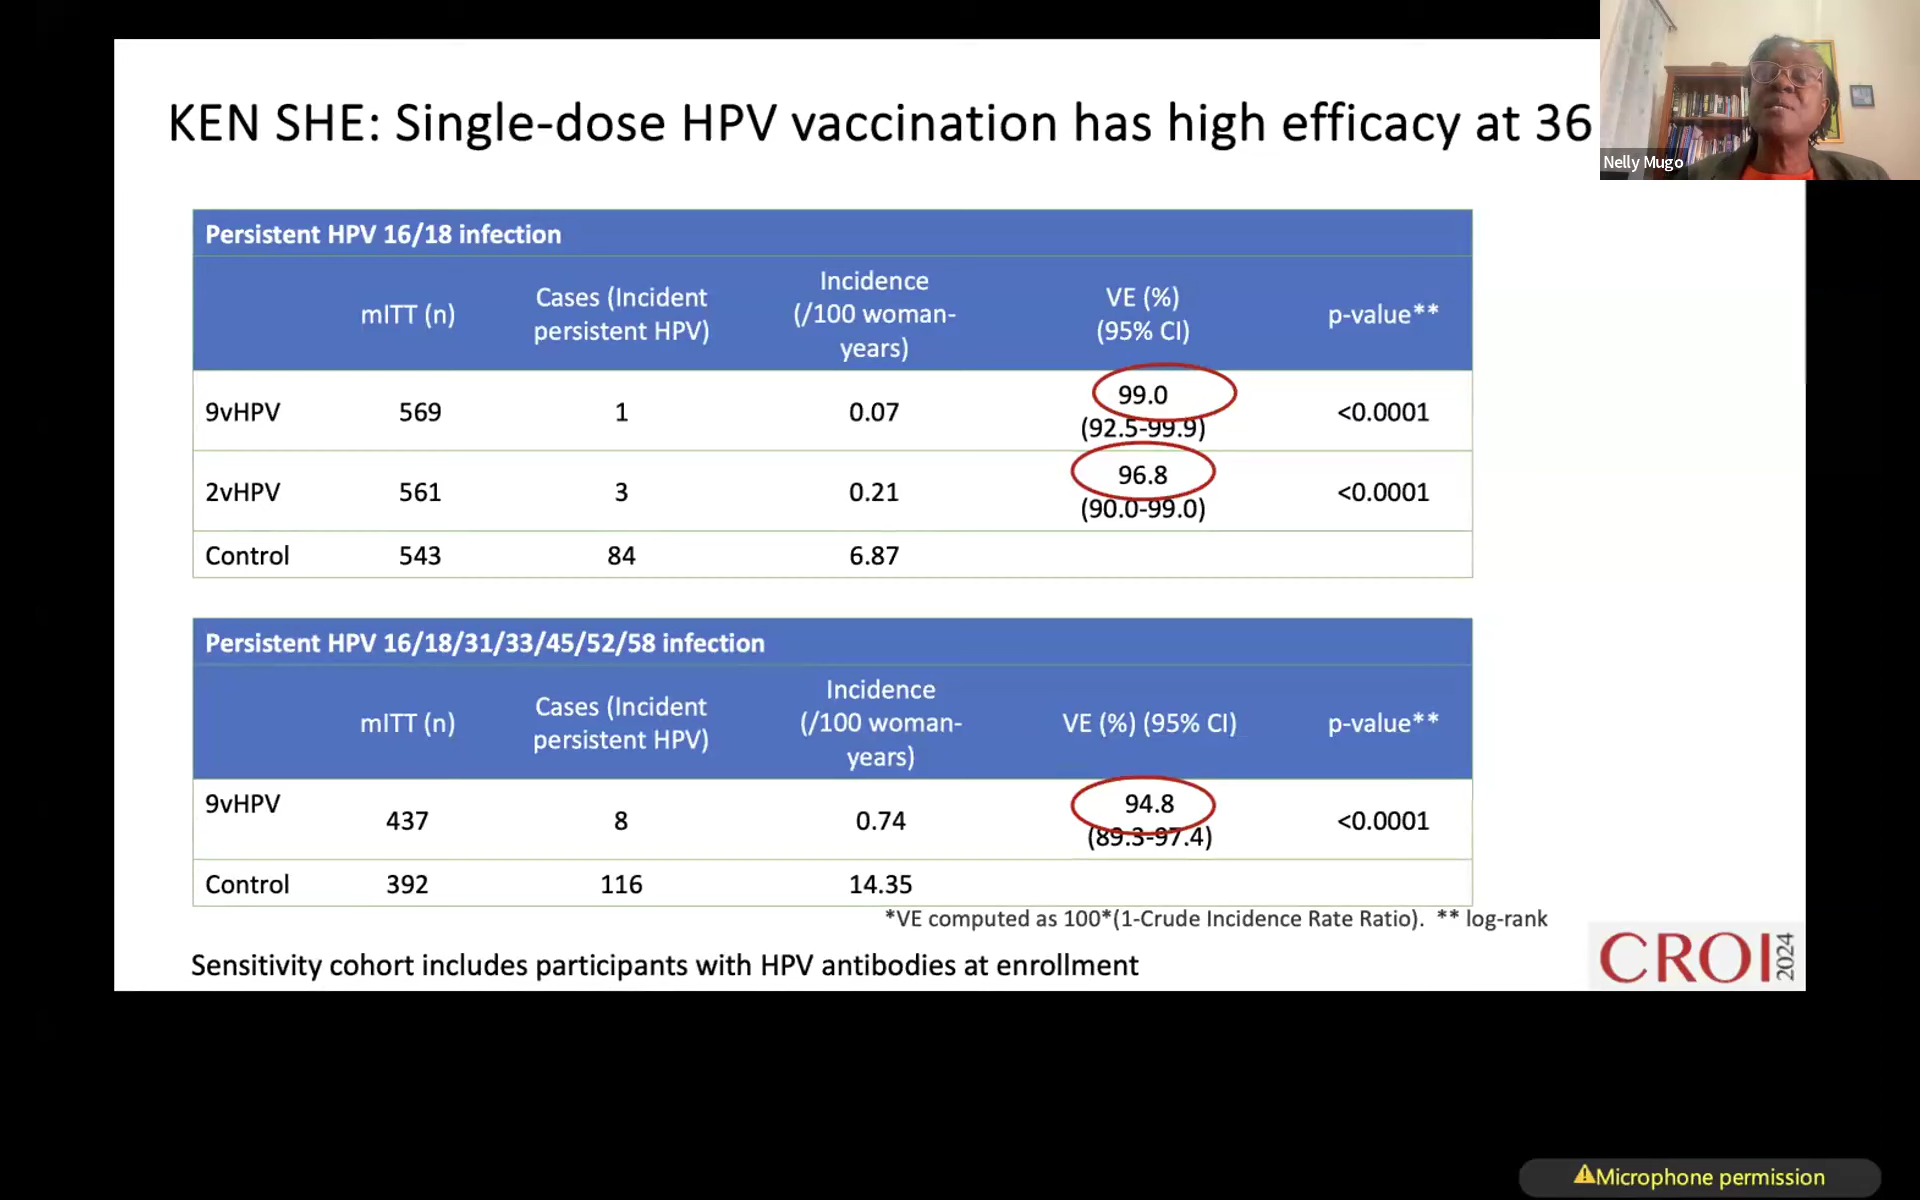 KEN SHE: Single-dose HPV vaccination has high efficacy at 36
Nelly Mugo
Persistent HPV 16/18 infection
mITT (n)
Cases (Incident persistent HPV)
Incidence (/100 woman-years)
VE (%) (95% CI)
p-value**
9vHPV 569 1 0.07 99.0 (92.5-99.9) <0.0001
2vHPV 561 3 0.21 96.8 (90.0-99.0) <0.0001
Control 543 84 6.87
Persistent HPV 16/18/31/33/45/52/58 infection
mITT (n)
Cases (Incident persistent HPV)
Incidence (/100 woman-years)
VE (%) (95% CI)
p-value**
9vHPV 437 8 0.74 94.8 (89.3-97.4) <0.0001
Control 392 116 14.35
*VE computed as 100*(1-Crude Incidence Rate Ratio). ** log-rank
Sensitivity cohort includes participants with HPV antibodies at enrollment
CROI 2024
Microphone permission